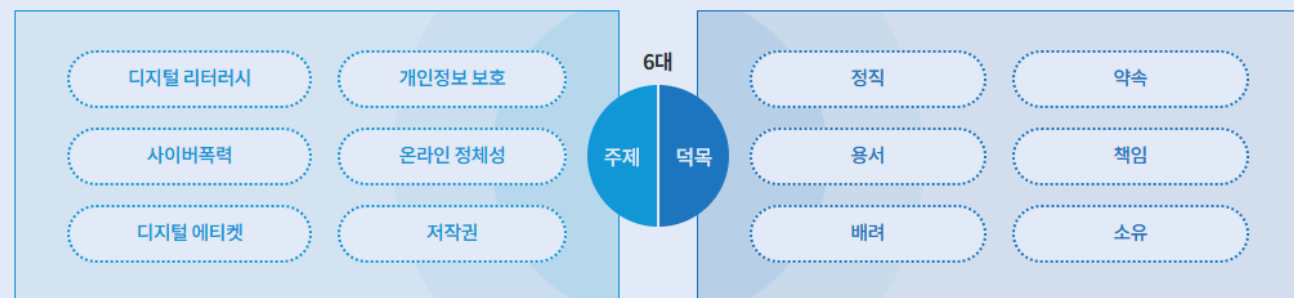 6대
주제
덕목
디지털 리터러시
개인정보 보호
사이버폭력
온라인 정체성
디지털 에티켓
저작권
정직
약속
용서
책임
배려
소유